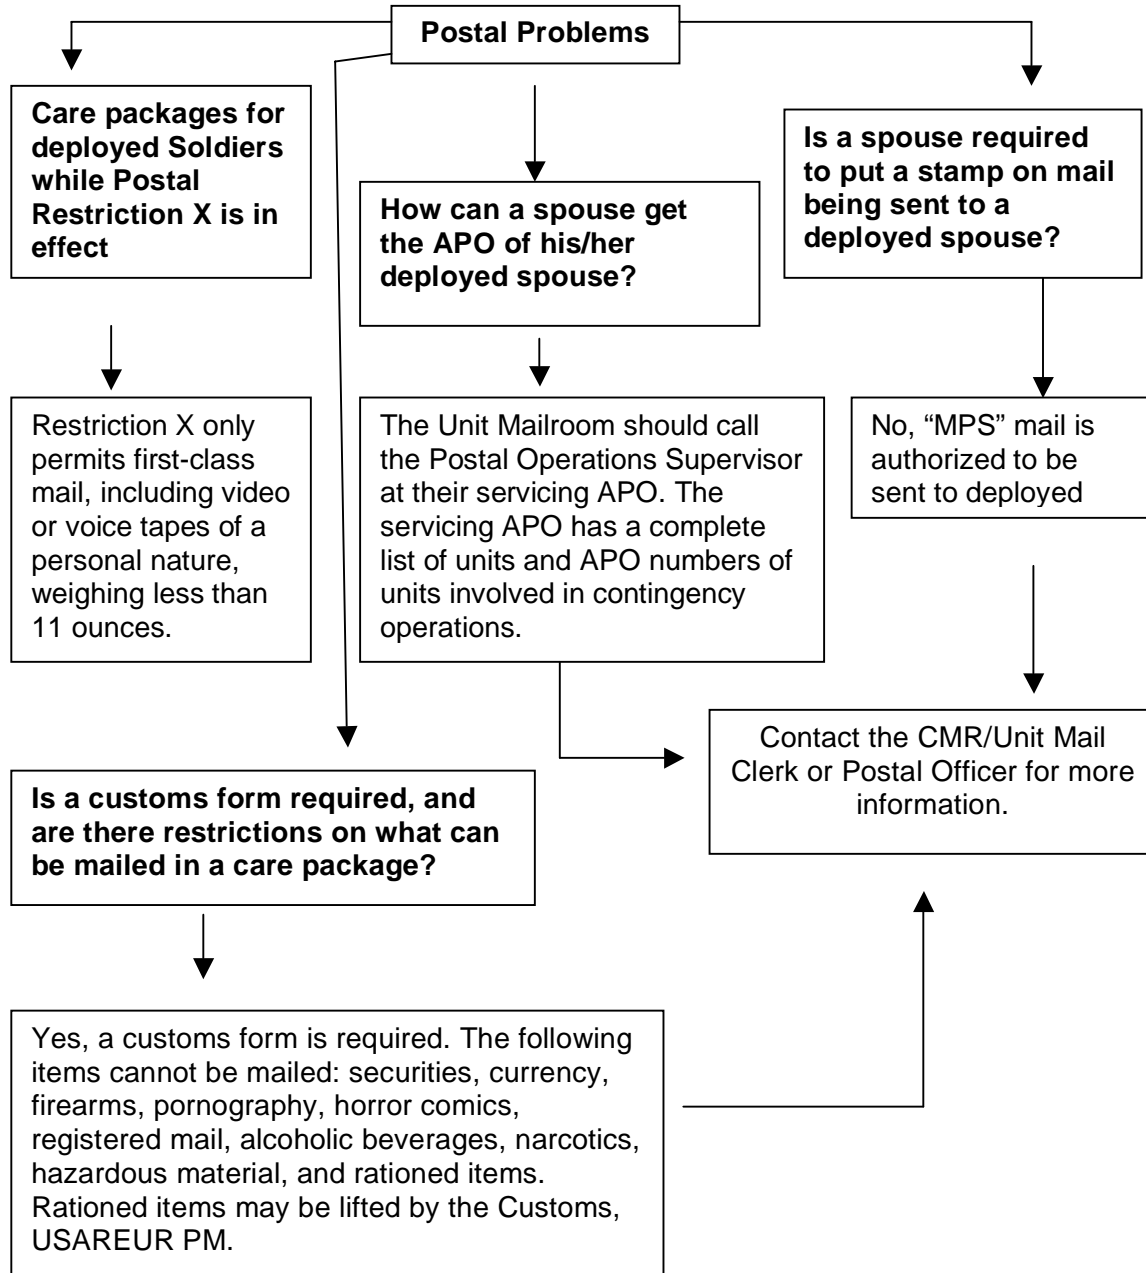 Postal Problems
Care packages for
deployed Soldiers
while Postal
Restriction X is in
effect
How can a spouse get
the APO of his/her
deployed spouse?
Is a spouse required
to put a stamp on mail
being sent to a
deployed spouse?
Restriction X only
permits first-class
mail, including video
or voice tapes of a
personal nature,
weighing less than
11 ounces.
The Unit Mailroom should call
the Postal Operations Supervisor
at their servicing APO. The
servicing APO has a complete
list of units and APO numbers of
units involved in contingency
operations.
No, “MPS” mail is
authorized to be
sent to deployed
Is a customs form required, and
are there restrictions on what can
be mailed in a care package?
Contact the CMR/Unit Mail
Clerk or Postal Officer for more
information.
Yes, a customs form is required. The following
items cannot be mailed: securities, currency,
firearms, pornography, horror comics,
registered mail, alcoholic beverages, narcotics,
hazardous material, and rationed items.
Rationed items may be lifted by the Customs,
USAREUR PM.